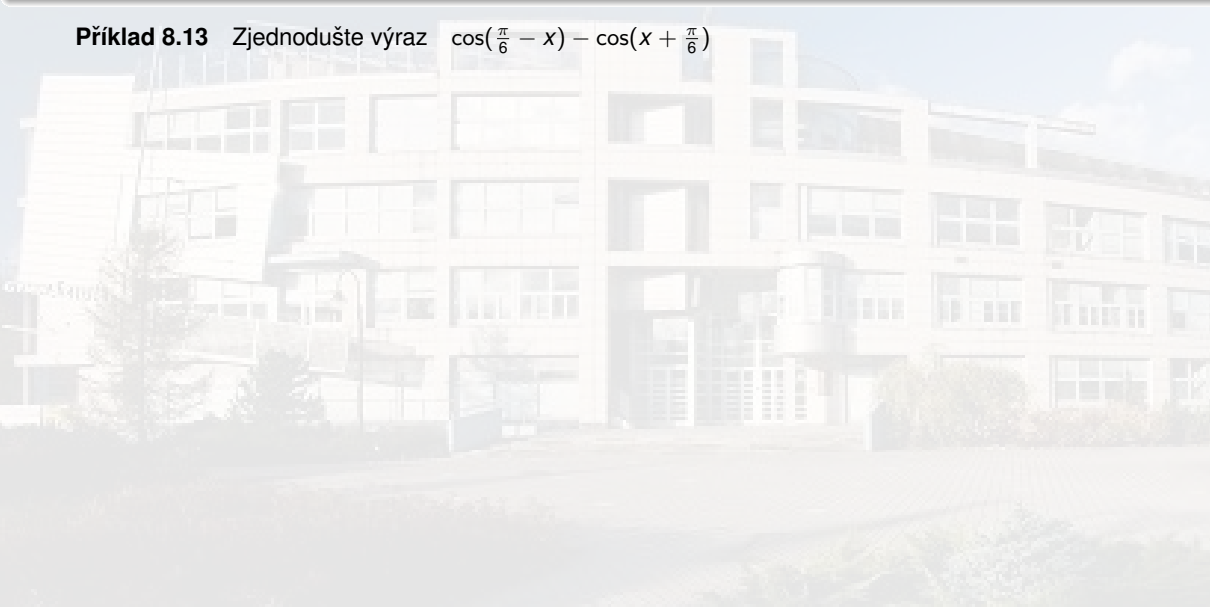 Příklad 8.13 Zjednodušte výraz cos(π/6 − x) − cos(x + π/6)